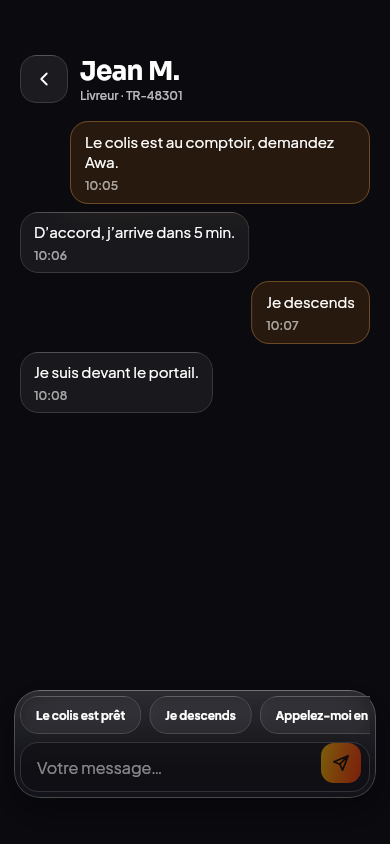 Jean M.
Livreur · TR-48301
Le colis est au comptoir, demandez
Awa.
10:05
D'accord, j'arrive dans 5 min.
10:06
Je descends
10:07
Je suis devant le portail.
10:08
Le colis est prêt
Je descends
Appelez-moi en
Votre message…